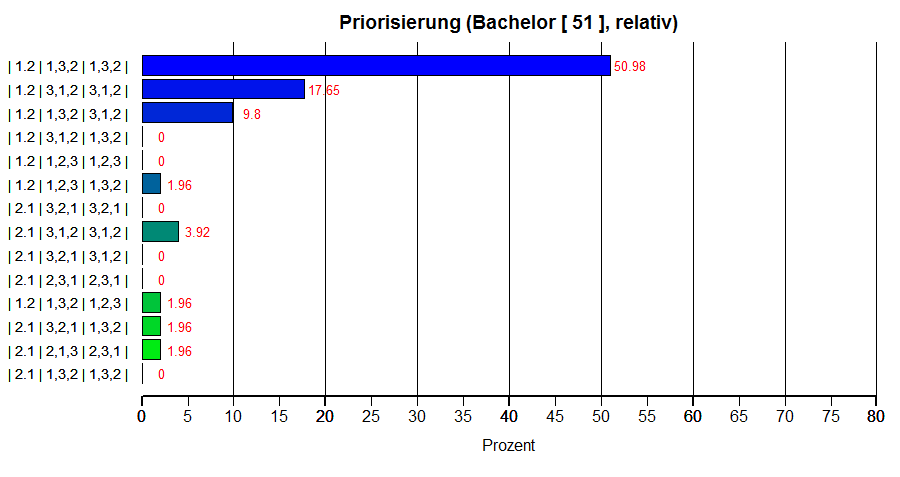 Priorisierung (Bachelor [ 51 ], relativ)
| 1.2 | 1,3,2 | 1,3,2 | 50.98
| 1.2 | 3,1,2 | 3,1,2 | 17.65
| 1.2 | 1,3,2 | 3,1,2 | 9.8
| 1.2 | 3,1,2 | 1,3,2 | 0
| 1.2 | 1,2,3 | 1,2,3 | 0
| 1.2 | 1,2,3 | 1,3,2 | 1.96
| 2.1 | 3,2,1 | 3,2,1 | 0
| 2.1 | 3,1,2 | 3,1,2 | 3.92
| 2.1 | 3,2,1 | 3,1,2 | 0
| 2.1 | 2,3,1 | 2,3,1 | 0
| 1.2 | 1,3,2 | 1,2,3 | 1.96
| 2.1 | 3,2,1 | 1,3,2 | 1.96
| 2.1 | 2,1,3 | 2,3,1 | 1.96
| 2.1 | 1,3,2 | 1,3,2 | 0
0 5 10 15 20 25 30 35 40 45 50 55 60 65 70 75 80
Prozent